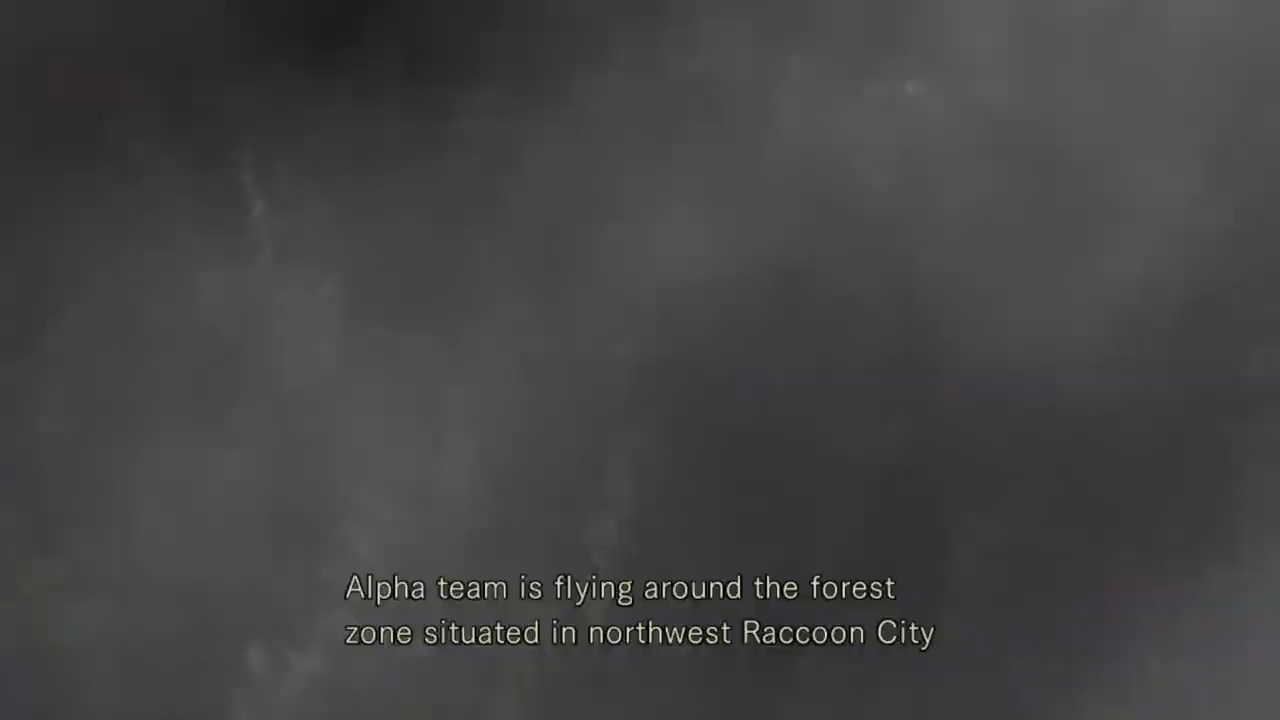 Alpha team is flying around the forest
zone situated in northwest Raccoon City